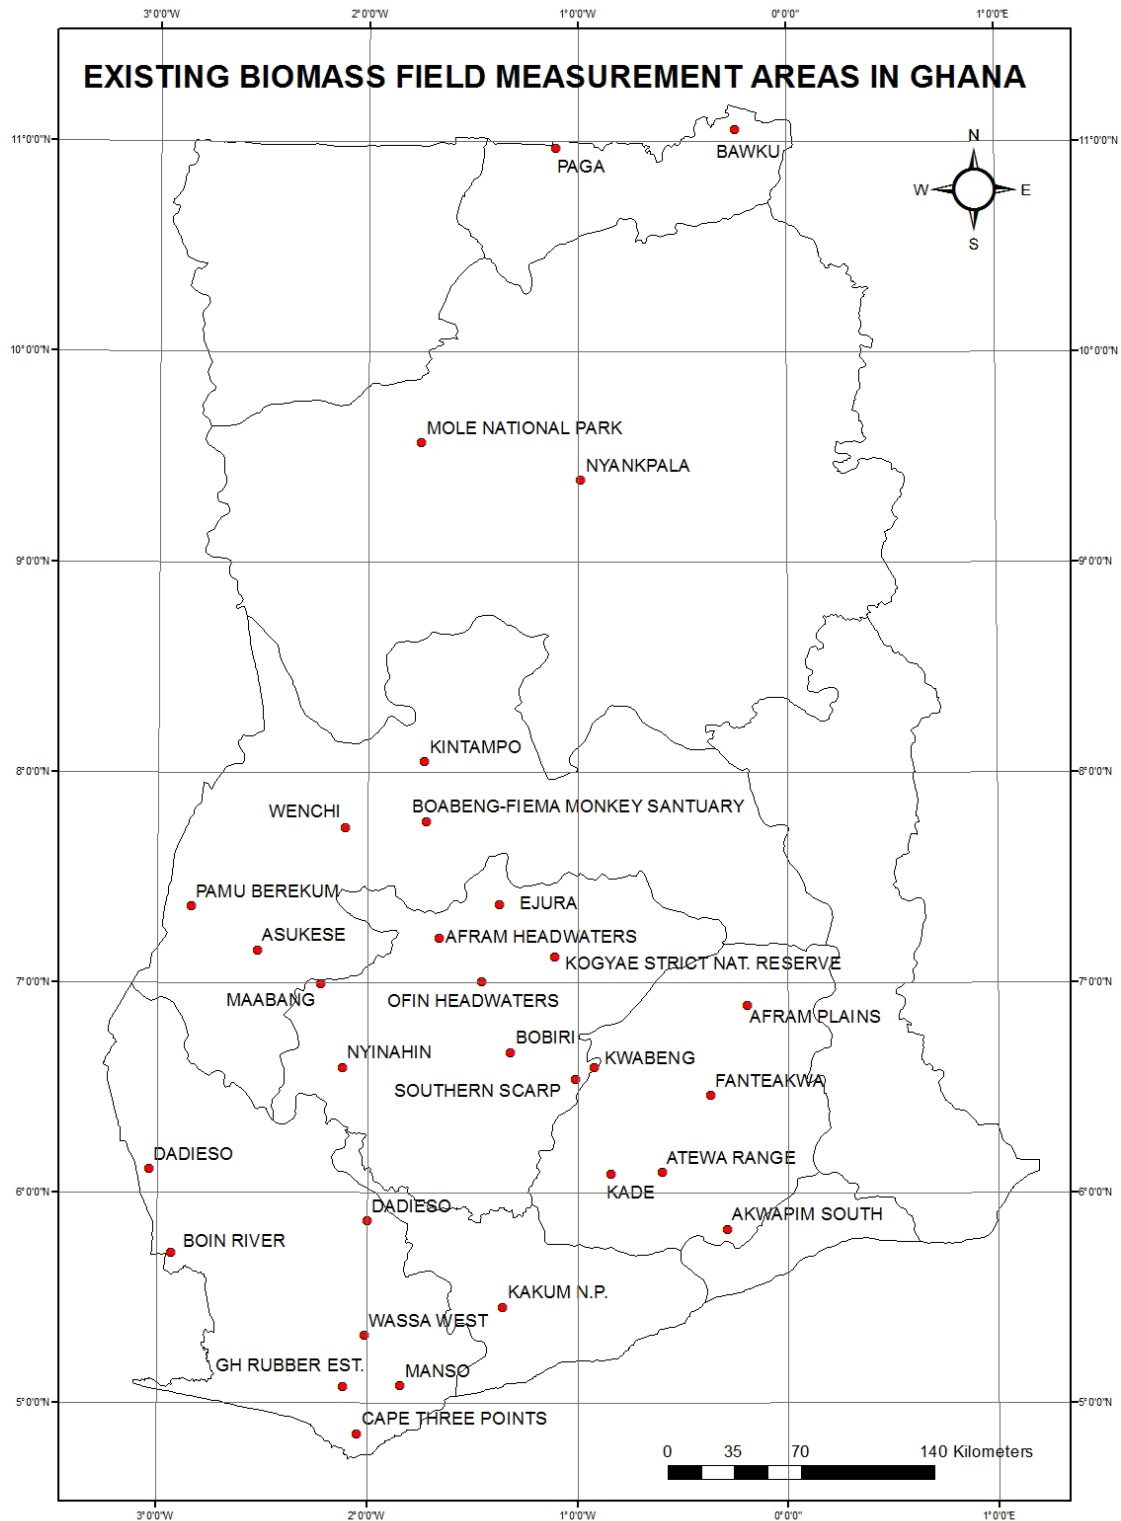 3°0'0"W 2°0'0"W 1°0'0"W 0°0'0" 1°0'0"E
EXISTING BIOMASS FIELD MEASUREMENT AREAS IN GHANA
11°0'0"N 11°0'0"N
N
W E
S
BAWKU
PAGA
10°0'0"N 10°0'0"N
MOLE NATIONAL PARK
NYANKPALA
9°0'0"N 9°0'0"N
KINTAMPO
8°0'0"N 8°0'0"N
WENCHI
BOABENG-FIEMA MONKEY SANTUARY
PAMU BEREKUM
EJURA
ASUKESE
AFRAM HEADWATERS
KOGYAE STRICT NAT. RESERVE
7°0'0"N 7°0'0"N
MAABANG
OFIN HEADWATERS
AFRAM PLAINS
BOBIRI
NYINAHIN
KWABENG
SOUTHERN SCARP
FANTEAKWA
DADIESO
ATEWA RANGE
6°0'0"N 6°0'0"N
KADE
DADIESO
AKWAPIM SOUTH
BOIN RIVER
KAKUM N.P.
WASSA WEST
GH RUBBER EST.
MANSO
5°0'0"N 5°0'0"N
CAPE THREE POINTS
0 35 70 140 Kilometers
3°0'0"W 2°0'0"W 1°0'0"W 0°0'0" 1°0'0"E